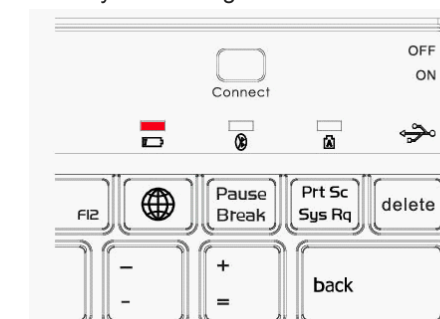 OFF
ON
Connect
A
F12
Pause
Break
Prt Sc
Sys Rq
delete
–
-
+
=
back